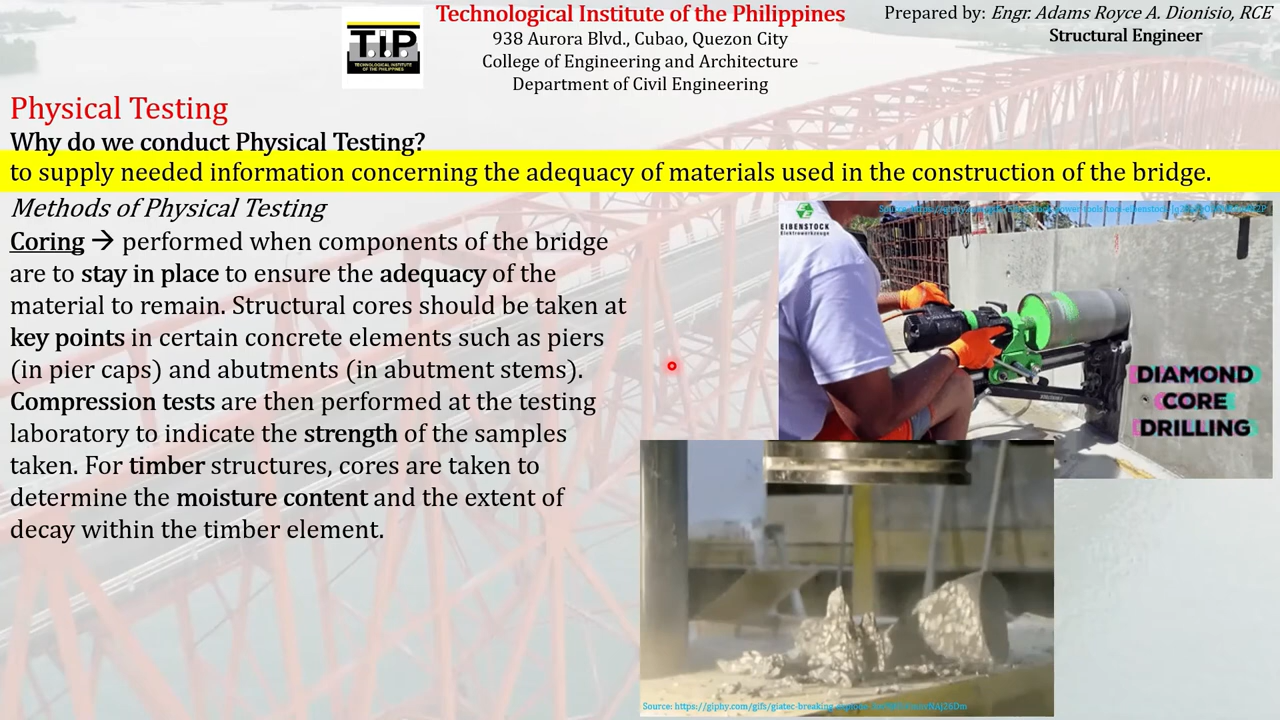 TiP
TECHNOLOGICAL INSTITUTE
OF THE PHILIPPINES
Technological Institute of the Philippines
938 Aurora Blvd., Cubao, Quezon City
College of Engineering and Architecture
Department of Civil Engineering
Prepared by: Engr. Adams Royce A. Dionisio, RCE
Structural Engineer
Physical Testing
Why do we conduct Physical Testing?
to supply needed information concerning the adequacy of materials used in the construction of the bridge.
Methods of Physical Testing
Coring → performed when components of the bridge
are to stay in place to ensure the adequacy of the
material to remain. Structural cores should be taken at
key points in certain concrete elements such as piers
(in pier caps) and abutments (in abutment stems).
Compression tests are then performed at the testing
laboratory to indicate the strength of the samples
taken. For timber structures, cores are taken to
determine the moisture content and the extent of
decay within the timber element.
EIBENSTOCK
Elektrowerkzeuge
DIAMOND
CORE
DRILLING
Source: https://giphy.com/gifs/giatec-breaking